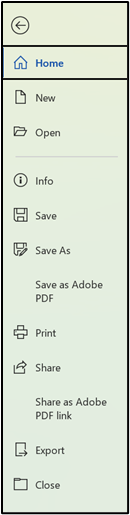 Home
New
Open
Info
Save
Save As
Save as Adobe
PDF
Print
Share
Share as Adobe
PDF link
Export
Close